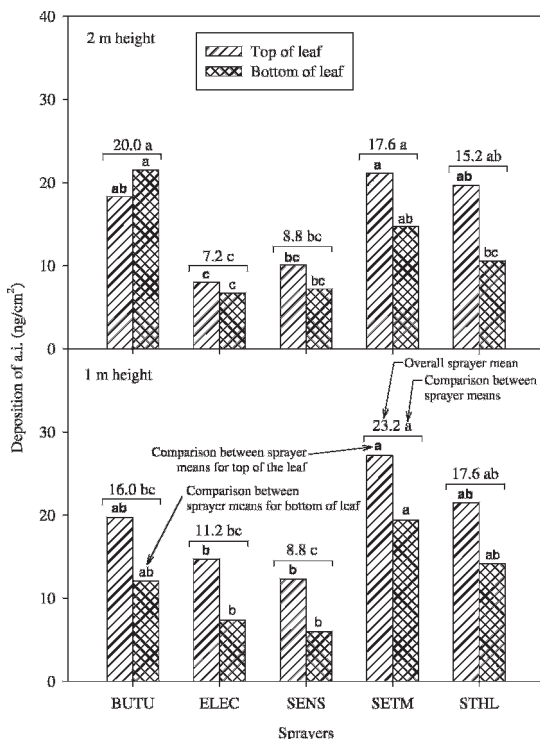 40
2 m height
Top of leaf
Bottom of leaf
30
20.0 a
a
ab
17.6 a
a
ab
15.2 ab
ab
bc
20
7.2 c
c
c
8.8 bc
bc
bc
10
0
Deposition of a.i. (ng/cm²)
1 m height
Overall sprayer mean
Comparison between
sprayer means
23.2 a
Comparison between sprayer
means for top of the leaf
a
a
30
Comparison between
sprayer means for bottom of leaf
16.0 bc
ab
ab
17.6 ab
ab
ab
20
11.2 bc
b
b
8.8 c
b
b
10
0
BUTU ELEC SENS SETM STHL
Sprayers